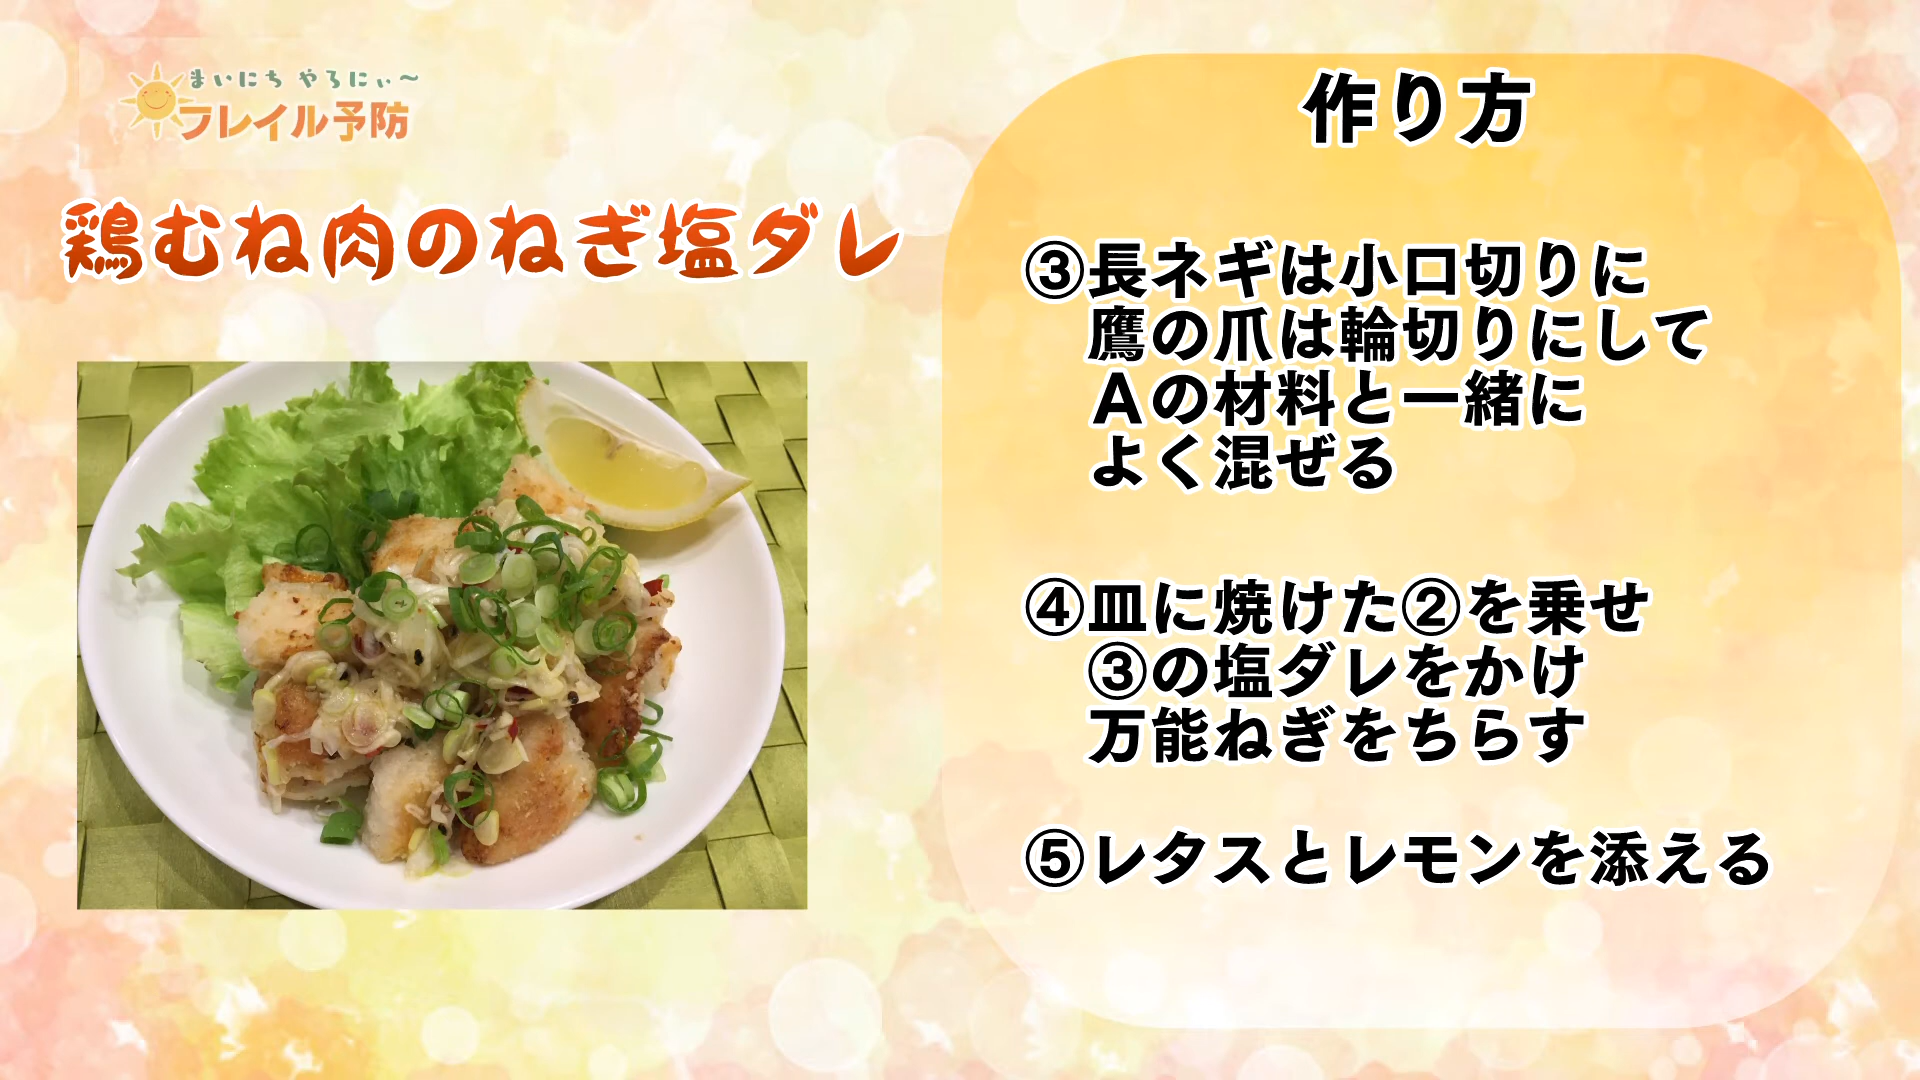 まいにち やろにぃ～
フレイル予防
鶏むね肉のねぎ塩ダレ
作り方
③長ネギは小口切りに
鷹の爪は輪切りにして
Ａの材料と一緒に
よく混ぜる
④皿に焼けた②を乗せ
③の塩ダレをかけ
万能ねぎをちらす
⑤レタスとレモンを添える